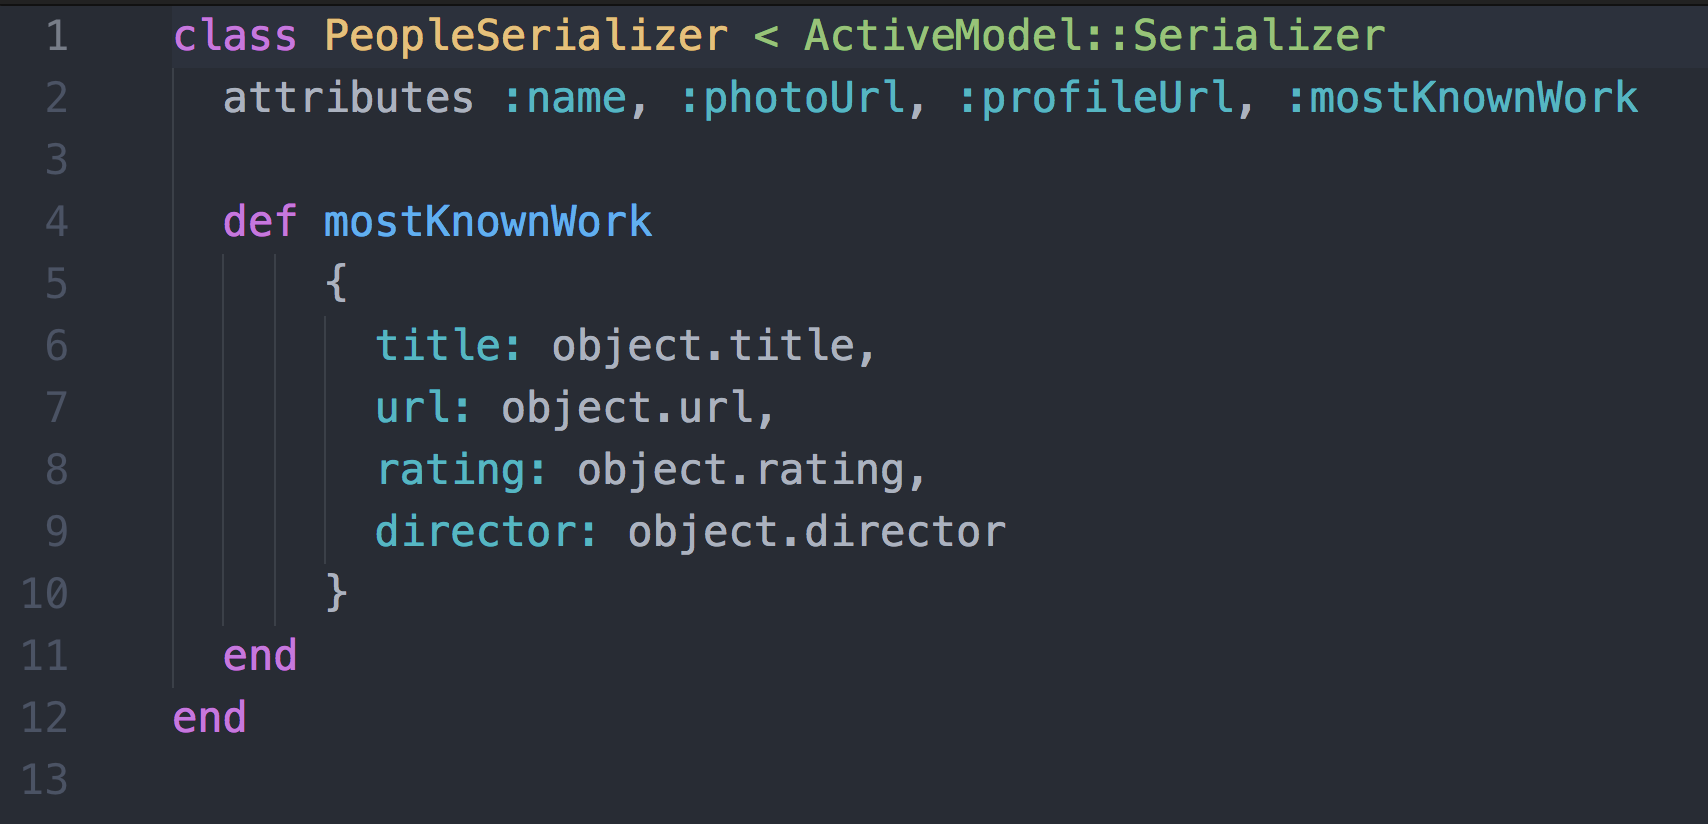 1 class PeopleSerializer < ActiveModel::Serializer
2 attributes :name, :photoUrl, :profileUrl, :mostKnownWork
3
4 def mostKnownWork
5 {
6 title: object.title,
7 url: object.url,
8 rating: object.rating,
9 director: object.director
10 }
11 end
12 end
13